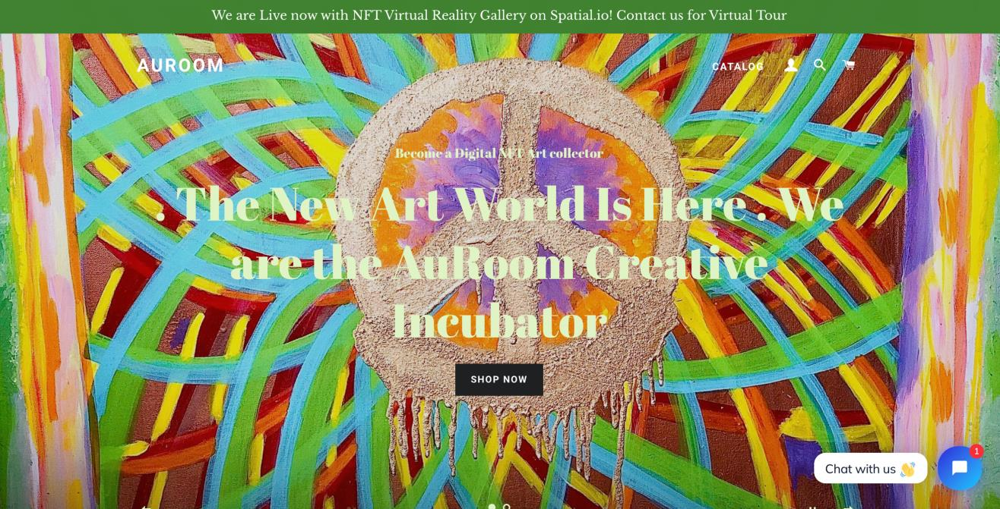 We are Live now with NFT Virtual Reality Gallery on Spatial.io! Contact us for Virtual Tour
AUROOM
CATALOG
Become a Digital NFT Art collector
. The New Art World Is Here . We
are the AuRoom Creative
Incubator
SHOP NOW
Chat with us 👋
1